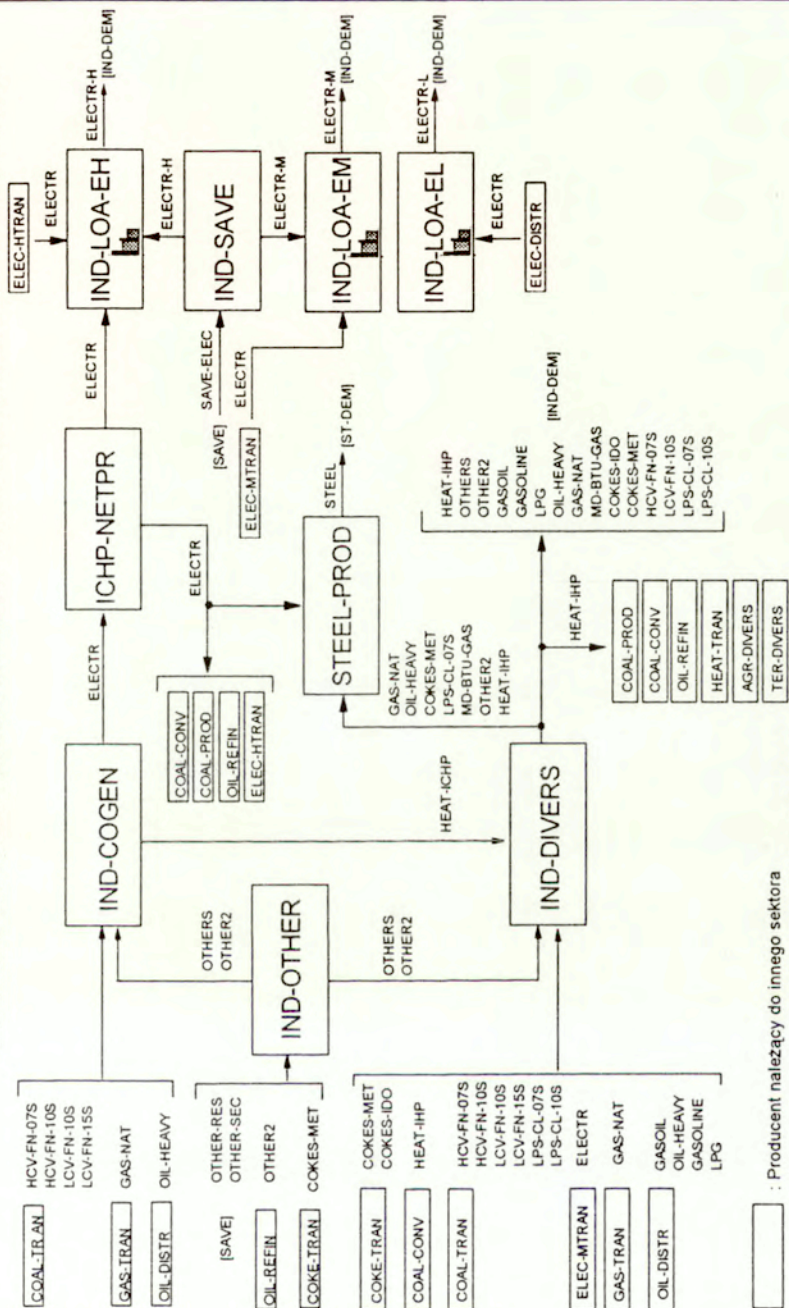 COAL-TRAN
HCV-FN-07S
HCV-FN-10S
LCV-FN-10S
LCV-FN-15S
GAS-TRAN
GAS-NAT
OIL-DISTR
OIL-HEAVY
[SAVE]
OTHER-RES
OTHER-SEC
OIL-REFIN
OTHER2
COKE-TRAN
COKES-MET
COKE-TRAN
COKES-MET
COKES-IDO
COAL-CONV
HEAT-IHP
COAL-TRAN
HCV-FN-07S
HCV-FN-10S
LCV-FN-10S
LCV-FN-15S
LPS-CL-07S
LPS-CL-10S
ELEC-MTRAN
ELECTR
GAS-TRAN
GAS-NAT
OIL-DISTR
GASOIL
OIL-HEAVY
GASOLINE
LPG
: Producent należący do innego sektora
OTHERS
OTHER2
IND-OTHER
OTHERS
OTHER2
IND-COGEN
HEAT-ICHP
IND-DIVERS
ELECTR
COAL-CONV
COAL-PROD
OIL-REFIN
ELEC-HTRAN
ICHP-NETPR
ELECTR
GAS-NAT
OIL-HEAVY
COKES-MET
LPS-CL-07S
MD-BTU-GAS
OTHER2
HEAT-IHP
STEEL-PROD
STEEL
[ST-DEM]
HEAT-IHP
COAL-PROD
COAL-CONV
OIL-REFIN
HEAT-TRAN
AGR-DIVERS
TER-DIVERS
HEAT-IHP
OTHERS
OTHER2
GASOIL
GASOLINE
LPG
OIL-HEAVY
GAS-NAT
MD-BTU-GAS
COKES-IDO
COKES-MET
HCV-FN-07S
LCV-FN-10S
LPS-CL-07S
LPS-CL-10S
[IND-DEM]
ELECTR
[SAVE]
SAVE-ELEC
ELEC-MTRAN
ELECTR
ELEC-HTRAN
ELECTR
IND-LOA-EH
ELECTR-H
[IND-DEM]
ELECTR-H
IND-SAVE
ELECTR-M
IND-LOA-EM
ELECTR-M
[IND-DEM]
IND-LOA-EL
ELECTR-L
[IND-DEM]
ELECTR
ELEC-DISTR